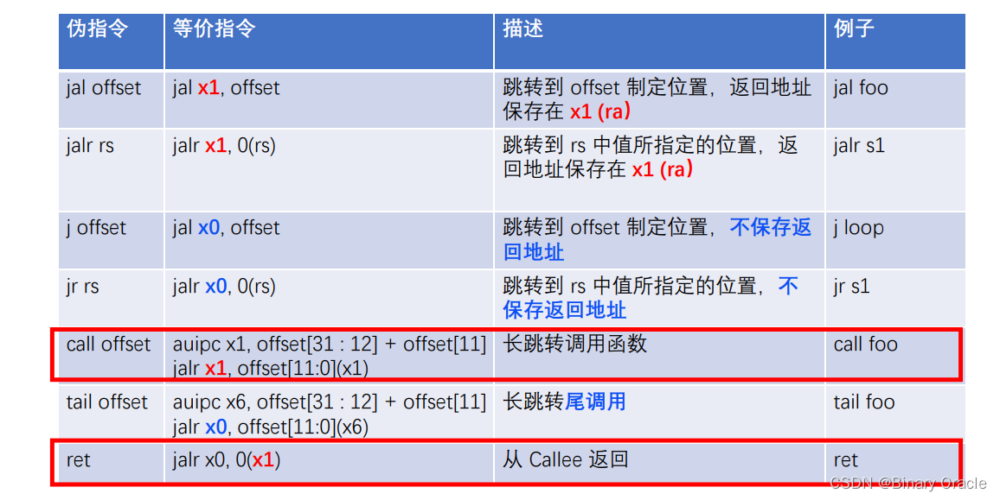 伪指令 等价指令 描述 例子
jal offset jal x1, offset 跳转到 offset 制定位置，返回地址 jal foo
保存在 x1 (ra)
jalr rs jalr x1, 0(rs) 跳转到 rs 中值所指定的位置，返 jalr s1
回地址保存在 x1 (ra)
j offset jal x0, offset 跳转到 offset 制定位置，不保存返 j loop
回地址
jr rs jalr x0, 0(rs) 跳转到 rs 中值所指定的位置，不 jr s1
保存返回地址
call offset auipc x1, offset[31 : 12] + offset[11] 长跳转调用函数 call foo
jalr x1, offset[11:0](x1)
tail offset auipc x6, offset[31 : 12] + offset[11] 长跳转尾调用 tail foo
jalr x0, offset[11:0](x6)
ret jalr x0, 0(x1) 从 Callee 返回 ret
CSDN @Binary Oracle